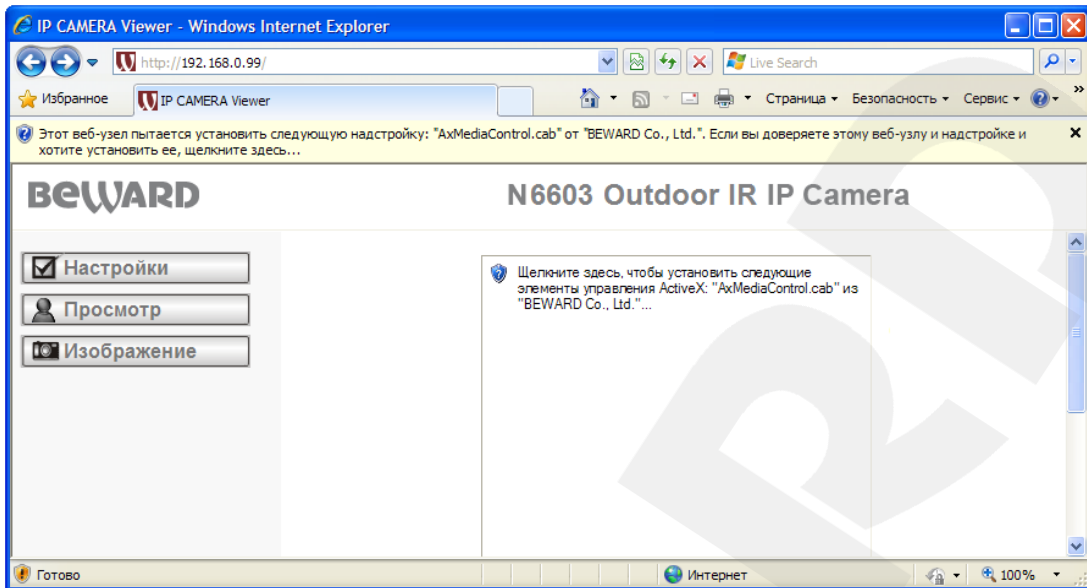 IP CAMERA Viewer - Windows Internet Explorer
http://192.168.0.99/
Live Search
Избранное
IP CAMERA Viewer
Страница
Безопасность
Сервис
Этот веб-узел пытается установить следующую надстройку: "AxMediaControl.cab" от "BEWARD Co., Ltd.". Если вы доверяете этому веб-узлу и надстройке и
хотите установить ее, щелкните здесь...
BEWARD
N6603 Outdoor IR IP Camera
Настройки
Просмотр
Изображение
Щелкните здесь, чтобы установить следующие
элементы управления ActiveX: "AxMediaControl.cab" из
"BEWARD Co., Ltd."...
Готово
Интернет
100%